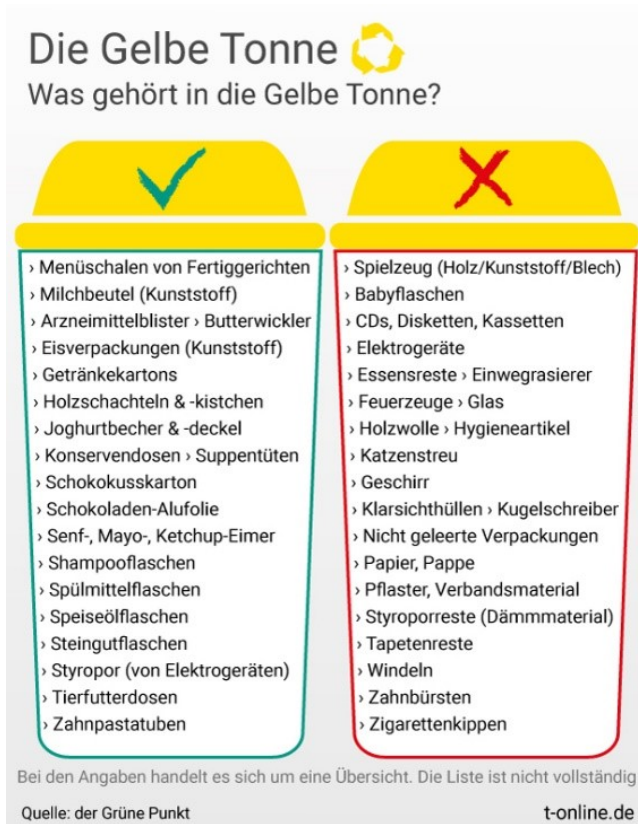 Die Gelbe Tonne
Was gehört in die Gelbe Tonne?
› Menüschalen von Fertiggerichten
› Milchbeutel (Kunststoff)
› Arzneimittelblister › Butterwickler
› Eisverpackungen (Kunststoff)
› Getränkekartons
› Holzschachteln & -kistchen
› Joghurtbecher & -deckel
› Konservendosen › Suppentüten
› Schokokusskarton
› Schokoladen-Alufolie
› Senf-, Mayo-, Ketchup-Eimer
› Shampooflaschen
› Spülmittelflaschen
› Speiseölflaschen
› Steingutflaschen
› Styropor (von Elektrogeräten)
› Tierfutterdosen
› Zahnpastatuben
› Spielzeug (Holz/Kunststoff/Blech)
› Babyflaschen
› CDs, Disketten, Kassetten
› Elektrogeräte
› Essensreste › Einwegrasierer
› Feuerzeuge › Glas
› Holzwolle › Hygieneartikel
› Katzenstreu
› Geschirr
› Klarsichthüllen › Kugelschreiber
› Nicht geleerte Verpackungen
› Papier, Pappe
› Pflaster, Verbandsmaterial
› Styroporreste (Dämmmaterial)
› Tapetenreste
› Windeln
› Zahnbürsten
› Zigarettenkippen
Bei den Angaben handelt es sich um eine Übersicht. Die Liste ist nicht vollständig
Quelle: der Grüne Punkt
t-online.de